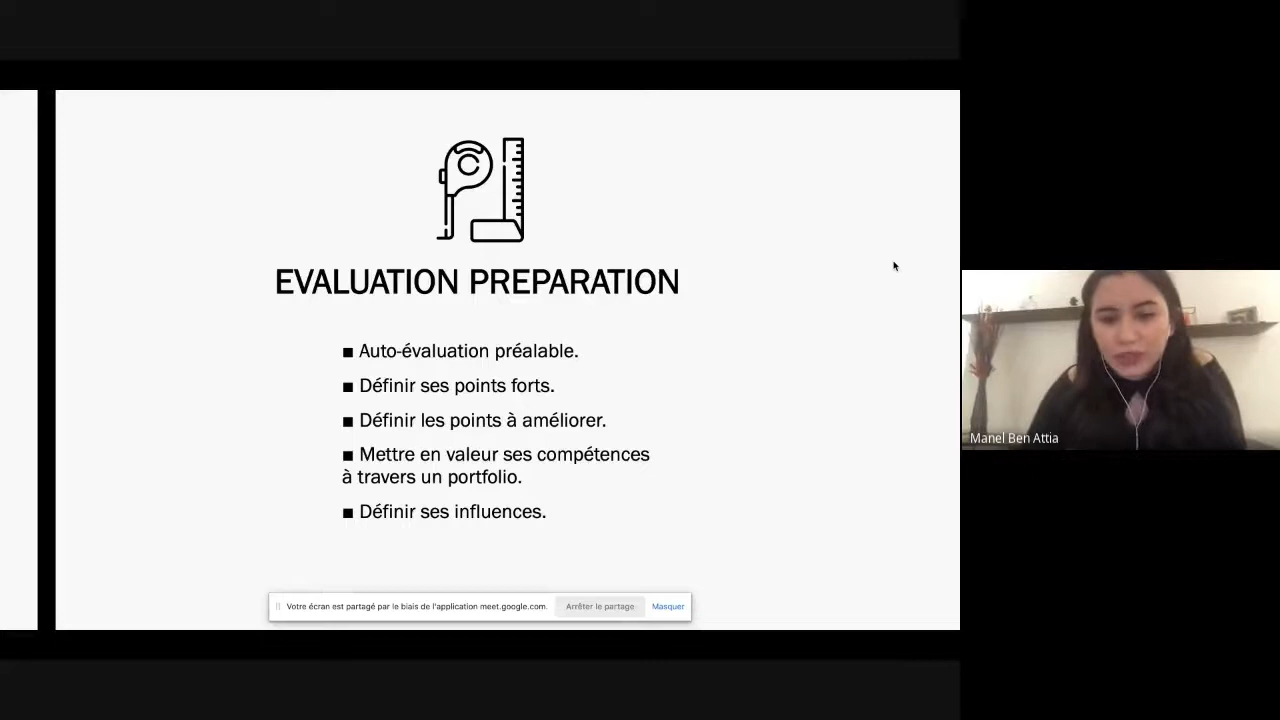 EVALUATION PREPARATION
■ Auto-évaluation préalable.
■ Définir ses points forts.
■ Définir les points à améliorer.
■ Mettre en valeur ses compétences
à travers un portfolio.
■ Définir ses influences.
Votre écran est partagé par le biais de l'application meet.google.com.
Arrêter le partage
Masquer
Manel Ben Attia